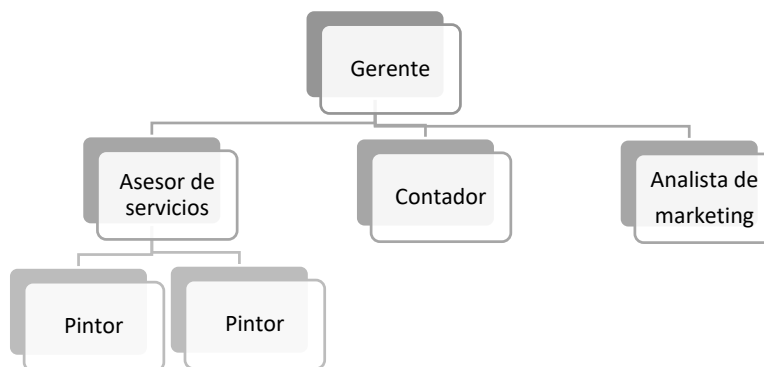 Gerente
Asesor de
servicios
Contador
Analista de
marketing
Pintor
Pintor